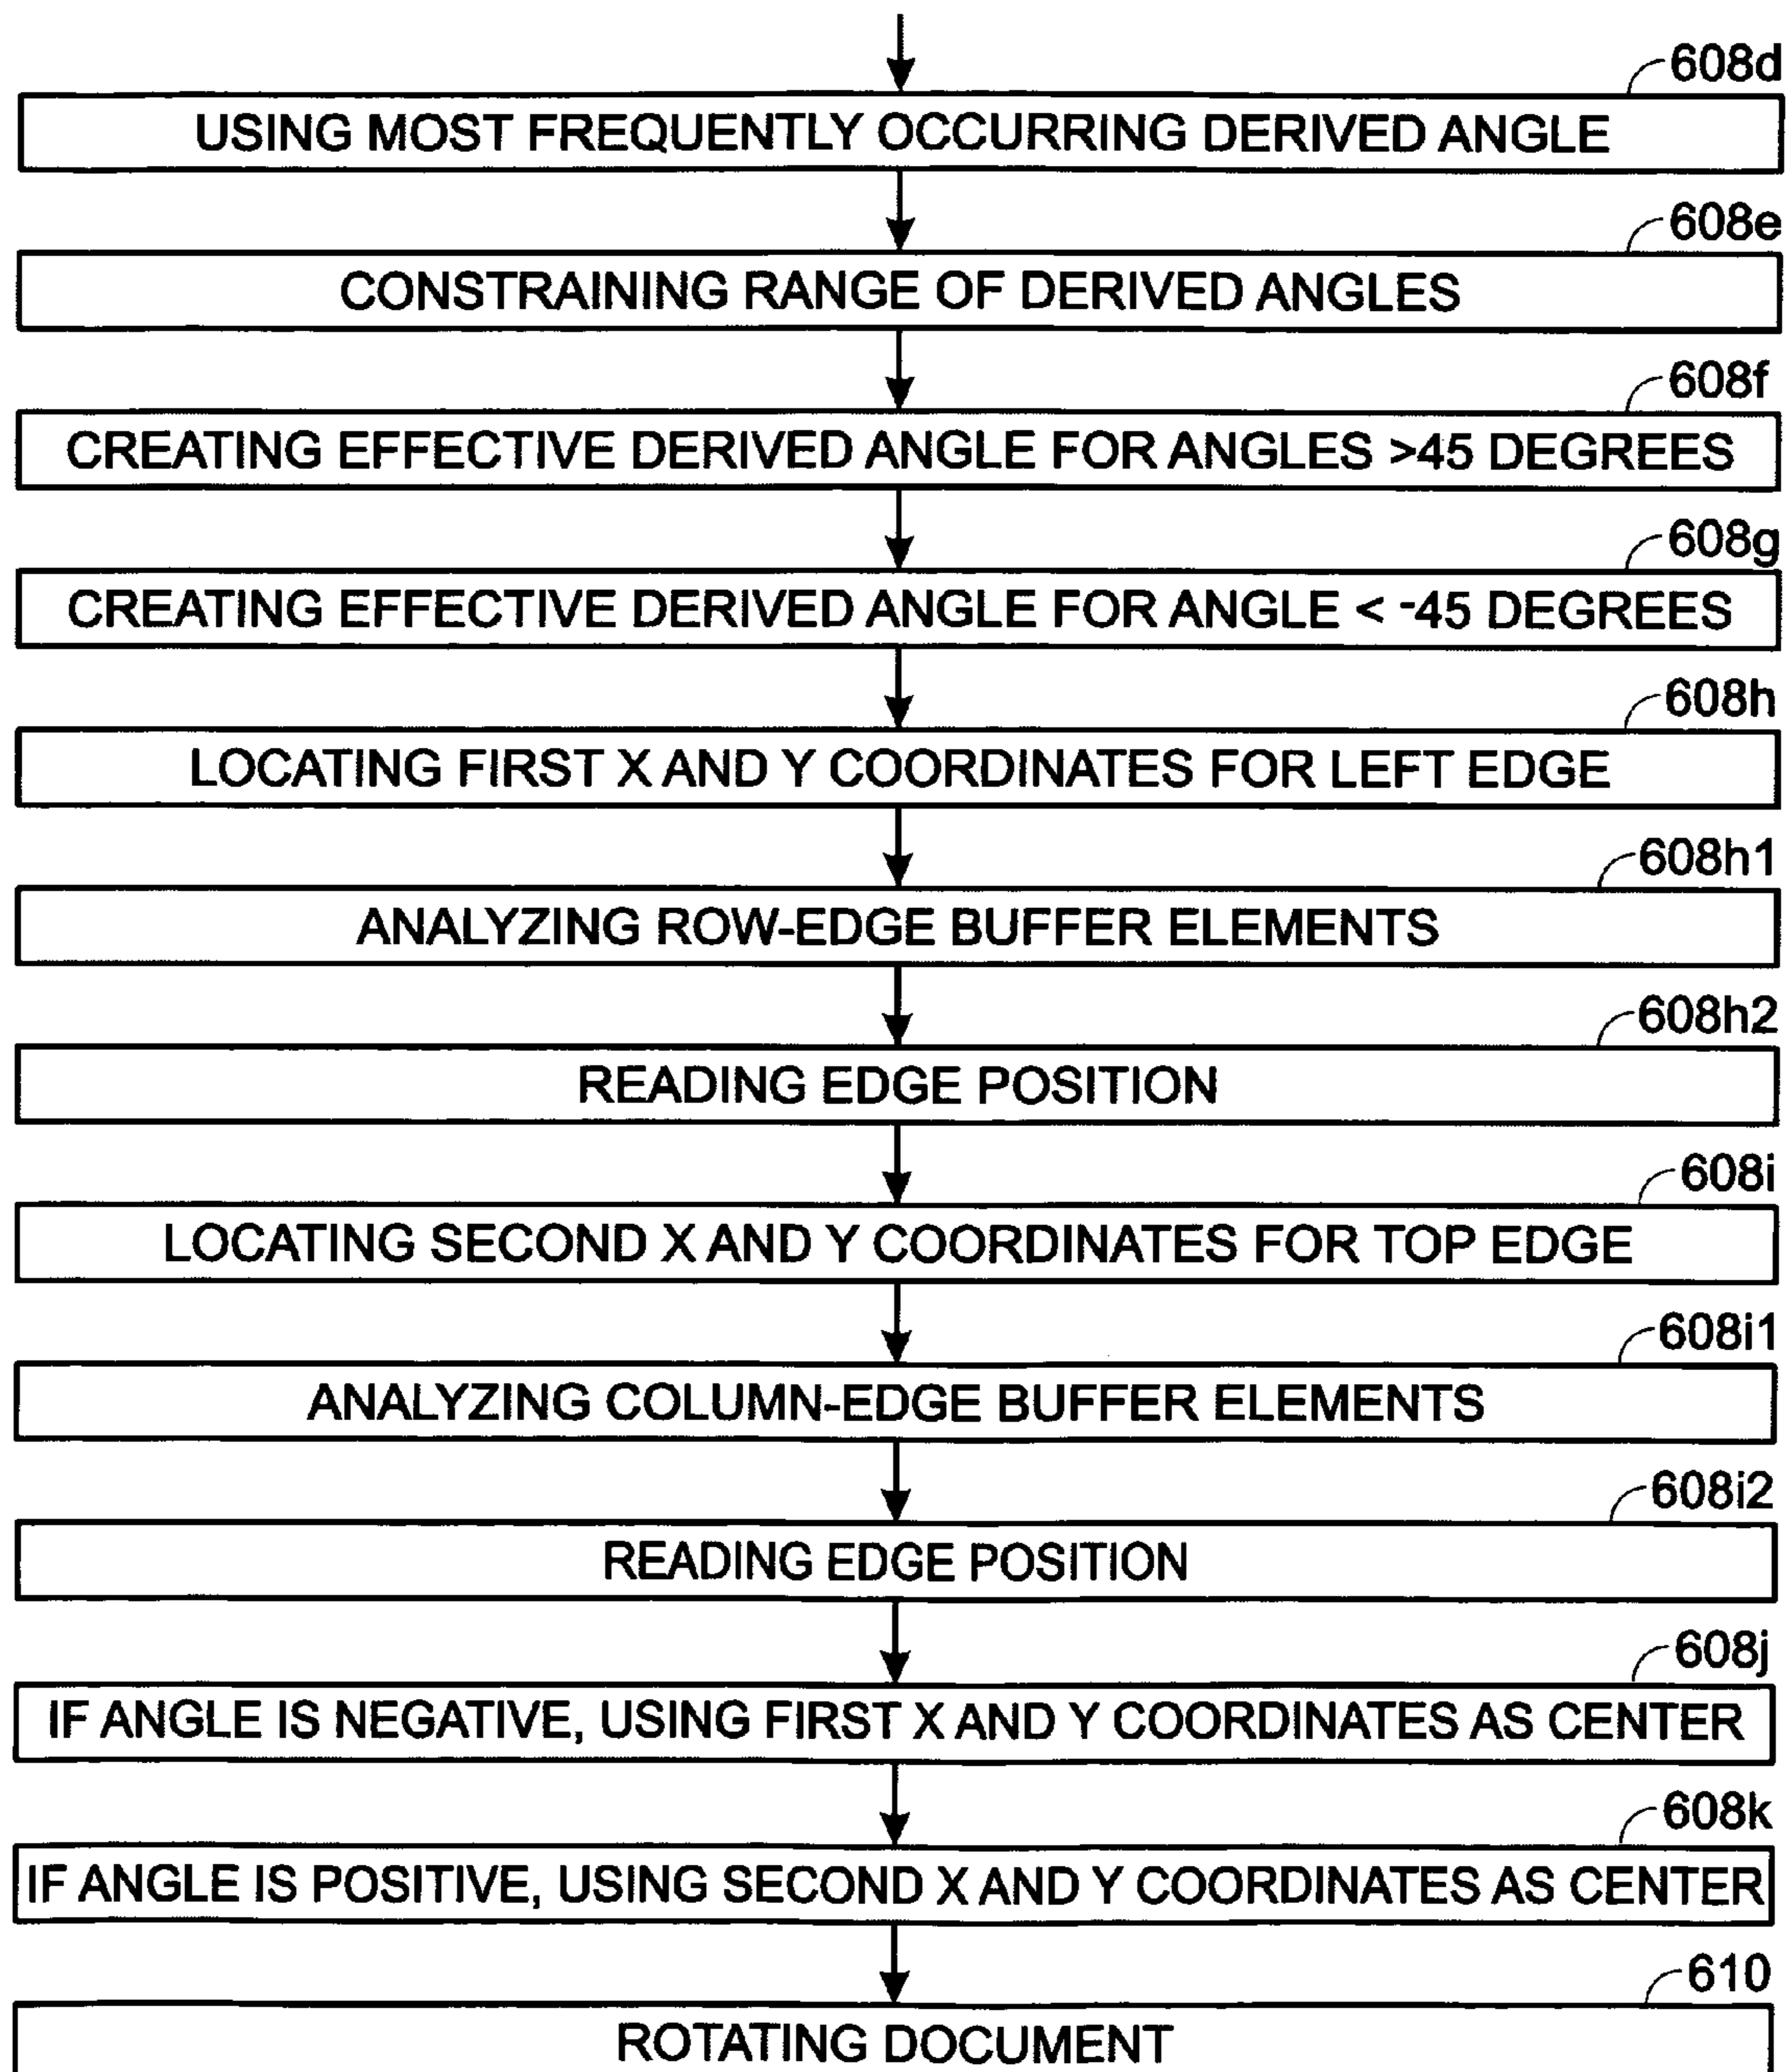 608d
USING MOST FREQUENTLY OCCURRING DERIVED ANGLE
608e
CONSTRAINING RANGE OF DERIVED ANGLES
608f
CREATING EFFECTIVE DERIVED ANGLE FOR ANGLES >45 DEGREES
608g
CREATING EFFECTIVE DERIVED ANGLE FOR ANGLE < -45 DEGREES
608h
LOCATING FIRST X AND Y COORDINATES FOR LEFT EDGE
608h1
ANALYZING ROW-EDGE BUFFER ELEMENTS
608h2
READING EDGE POSITION
608i
LOCATING SECOND X AND Y COORDINATES FOR TOP EDGE
608i1
ANALYZING COLUMN-EDGE BUFFER ELEMENTS
608i2
READING EDGE POSITION
608j
IF ANGLE IS NEGATIVE, USING FIRST X AND Y COORDINATES AS CENTER
608k
IF ANGLE IS POSITIVE, USING SECOND X AND Y COORDINATES AS CENTER
610
ROTATING DOCUMENT